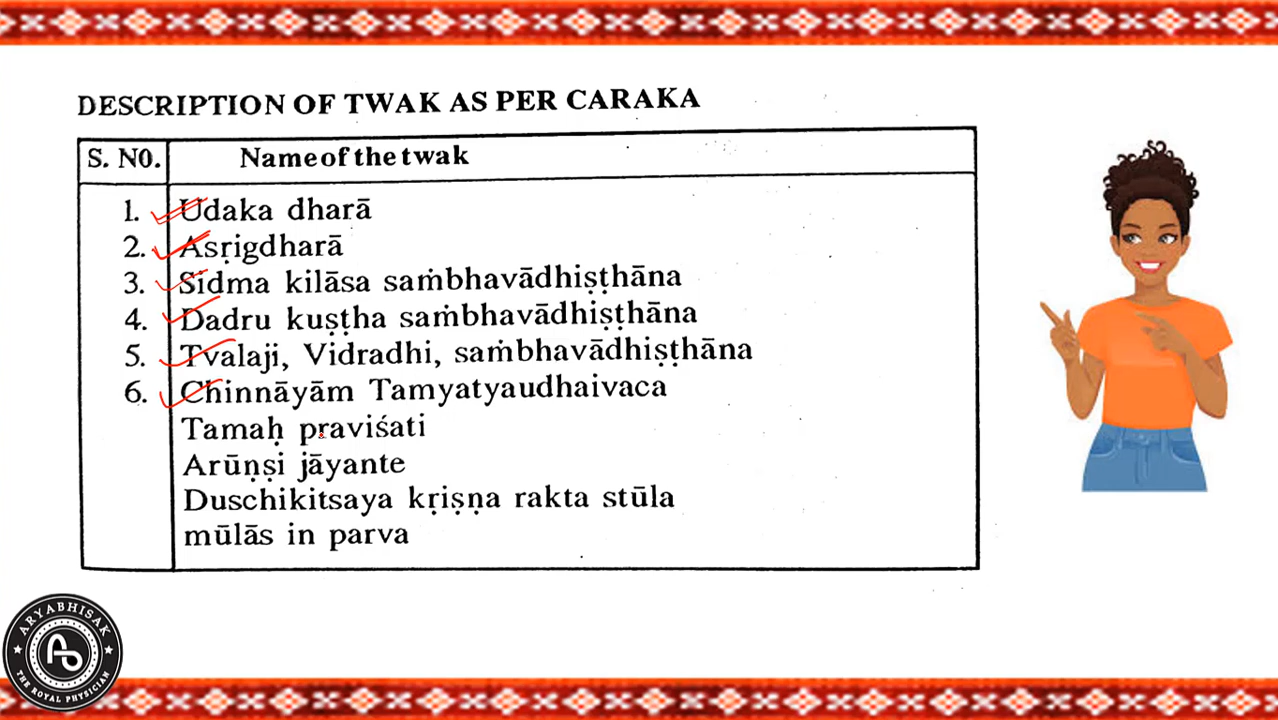 DESCRIPTION OF TWAK AS PER CARAKA
S. NO. Name of the twak
1. Udaka dharā
2. Asṛigdharā
3. Sidma kilāsa saṁbhavādhiṣṭhāna
4. Dadru kuṣṭha saṁbhavādhiṣṭhāna
5. Tvalaji, Vidradhi, saṁbhavādhiṣṭhāna
6. Chinnāyām Tamyatyaudhaivaca
Tamaḥ praviśati
Arūṇṣi jāyante
Duschikitsaya kṛiṣṇa rakta stūla
mūlās in parva
ARYABHISAK
THE ROYAL PHYSICIAN